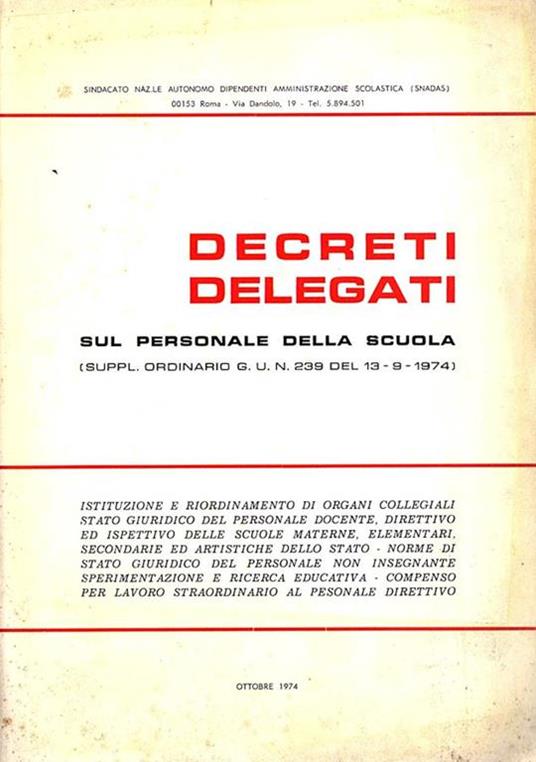 SINDACATO NAZ.LE AUTONOMO DIPENDENTI AMMINISTRAZIONE SCOLASTICA (SNADAS)
00153 Roma - Via Dandolo, 19 - Tel. 5.894.501
DECRETI
DELEGATI
SUL PERSONALE DELLA SCUOLA
(SUPPL. ORDINARIO G. U. N. 239 DEL 13-9-1974)
ISTITUZIONE E RIORDINAMENTO DI ORGANI COLLEGIALI
STATO GIURIDICO DEL PERSONALE DOCENTE, DIRETTIVO
ED ISPETTIVO DELLE SCUOLE MATERNE, ELEMENTARI,
SECONDARIE ED ARTISTICHE DELLO STATO - NORME DI
STATO GIURIDICO DEL PERSONALE NON INSEGNANTE
SPERIMENTAZIONE E RICERCA EDUCATIVA - COMPENSO
PER LAVORO STRAORDINARIO AL PESONALE DIRETTIVO
OTTOBRE 1974